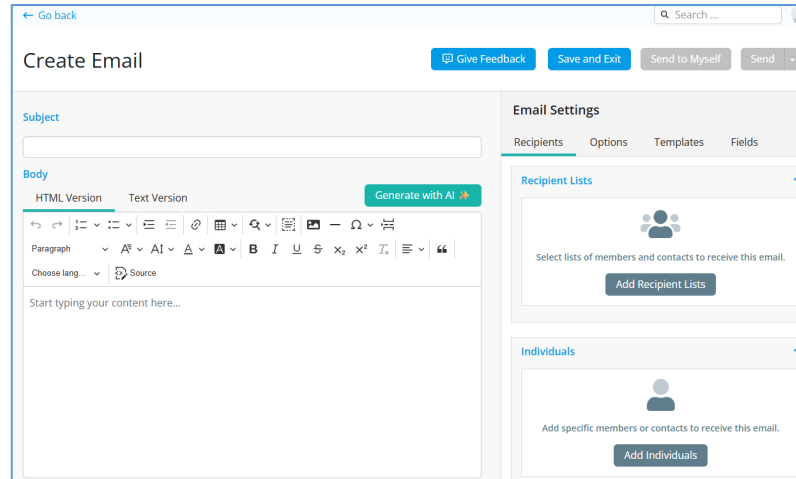 ← Go back
Search ...
Create Email
Give Feedback
Save and Exit
Send to Myself
Send
Subject
Body
HTML Version
Text Version
Generate with AI
Paragraph
Choose lang...
Source
Start typing your content here...
Email Settings
Recipients
Options
Templates
Fields
Recipient Lists
Select lists of members and contacts to receive this email.
Add Recipient Lists
Individuals
Add specific members or contacts to receive this email.
Add Individuals